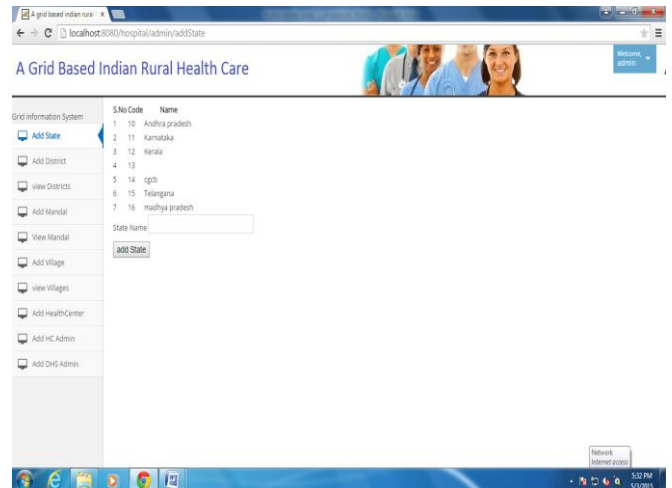 A grid based indian rural
localhost:8080/hospital/admin/addState
A Grid Based Indian Rural Health Care
Welcome,
admin
Grid Information System
Add State
Add District
view Districts
Add Mandal
View Mandal
Add Village
view Villages
Add HealthCenter
Add HC Admin
Add DHS Admin
S.No Code Name
1 10 Andhra pradesh
2 11 Karnataka
3 12 Kerala
4 13
5 14 cgcb
6 15 Telangana
7 16 madhya pradesh
State Name
add State
Network
Internet access
5:32 PM
5/3/2015